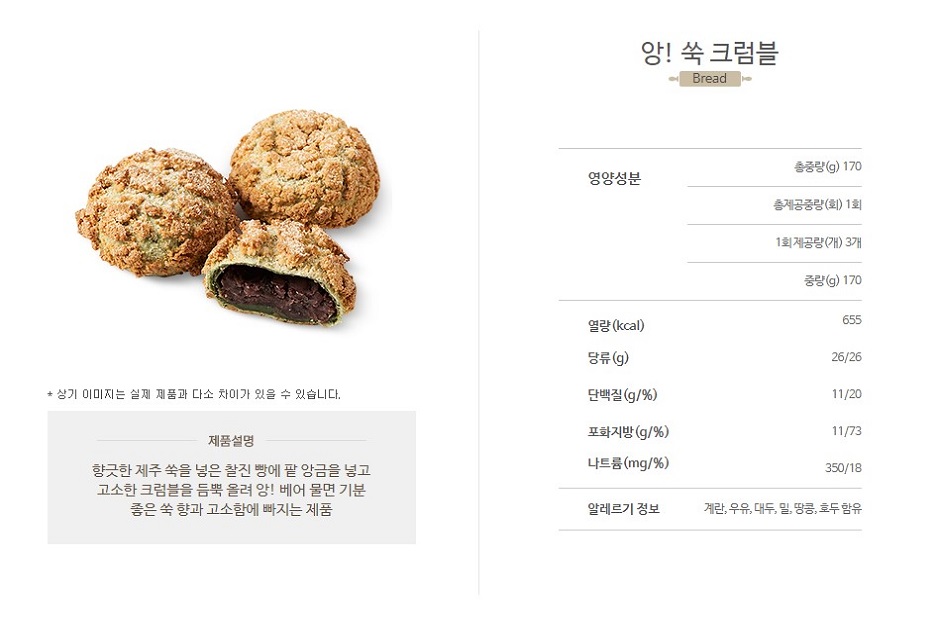 앙! 쑥 크럼블
Bread
영양성분
총중량(g) 170
총제공중량(회) 1회
1회제공량(개) 3개
중량(g) 170
열량(kcal) 655
당류(g) 26/26
단백질(g/%) 11/20
포화지방(g/%) 11/73
나트륨(mg/%) 350/18
알레르기 정보 계란, 우유, 대두, 밀, 땅콩, 호두 함유
* 상기 이미지는 실제 제품과 다소 차이가 있을 수 있습니다.
제품설명
향긋한 제주 쑥을 넣은 찰진 빵에 팥 앙금을 넣고
고소한 크럼블을 듬뿍 올려 앙! 베어 물면 기분
좋은 쑥 향과 고소함에 빠지는 제품